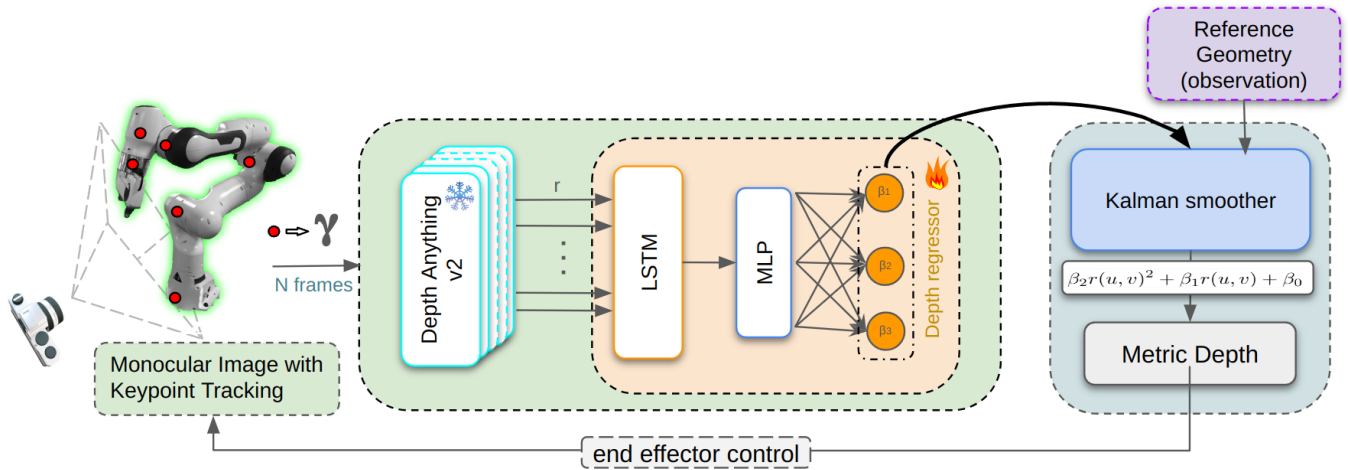 Reference
Geometry
(observation)
γ
N frames
Depth Anything
v2
r
LSTM
MLP
β1
β2
β3
Depth regressor
Kalman smoother
β₂r(u, v)² + β₁r(u, v) + β₀
Metric Depth
Monocular Image with
Keypoint Tracking
end effector control